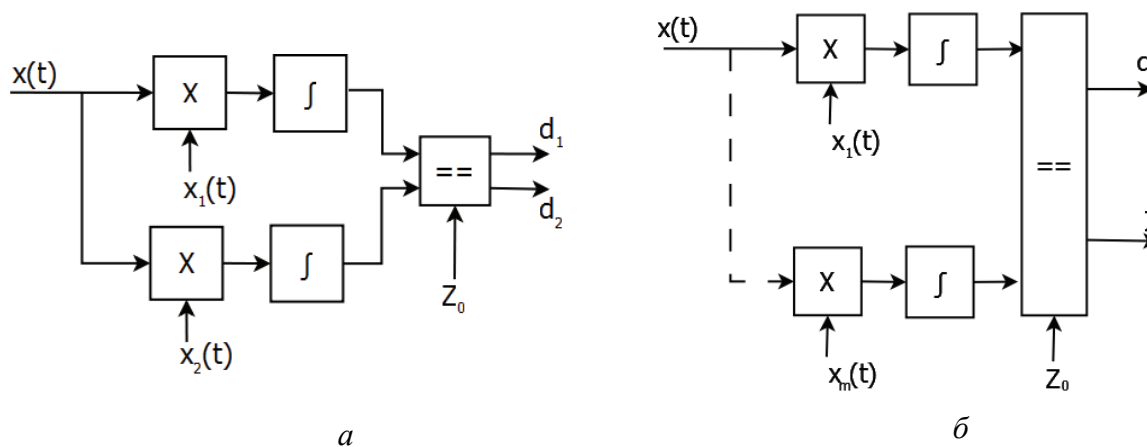 x(t)
X
∫
x₁(t)
d₁
==
d₂
X
∫
Z₀
x₂(t)
а
x(t)
X
∫
x₁(t)
==
X
∫
xₘ(t)
Z₀
б